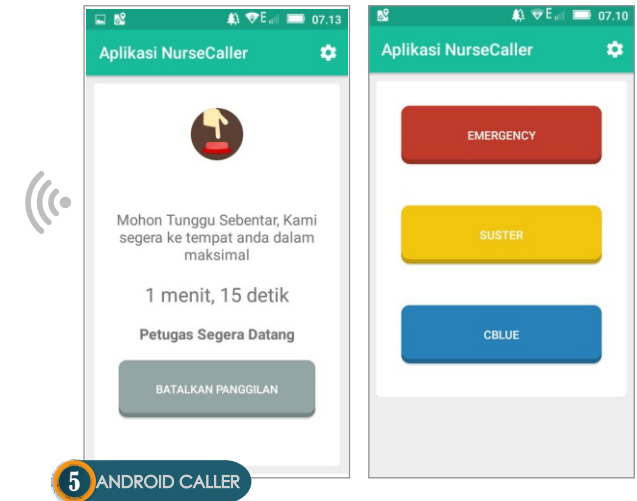 E 07.13
Aplikasi NurseCaller
Mohon Tunggu Sebentar, Kami
segera ke tempat anda dalam
maksimal
1 menit, 15 detik
Petugas Segera Datang
BATALKAN PANGGILAN
E 07.10
Aplikasi NurseCaller
EMERGENCY
SUSTER
CBLUE
5 ANDROID CALLER